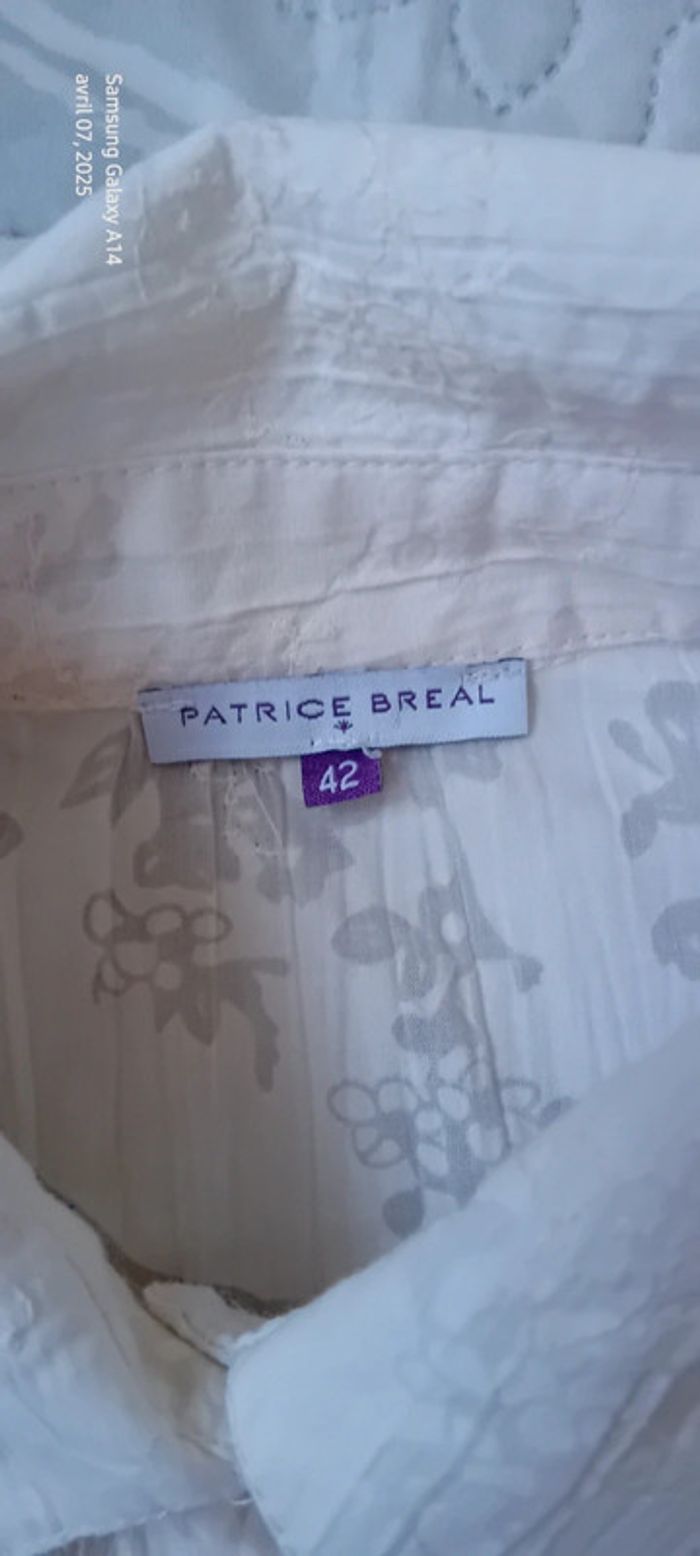 Samsung Galaxy A14
avril 07, 2025
PATRICE BREAL
42